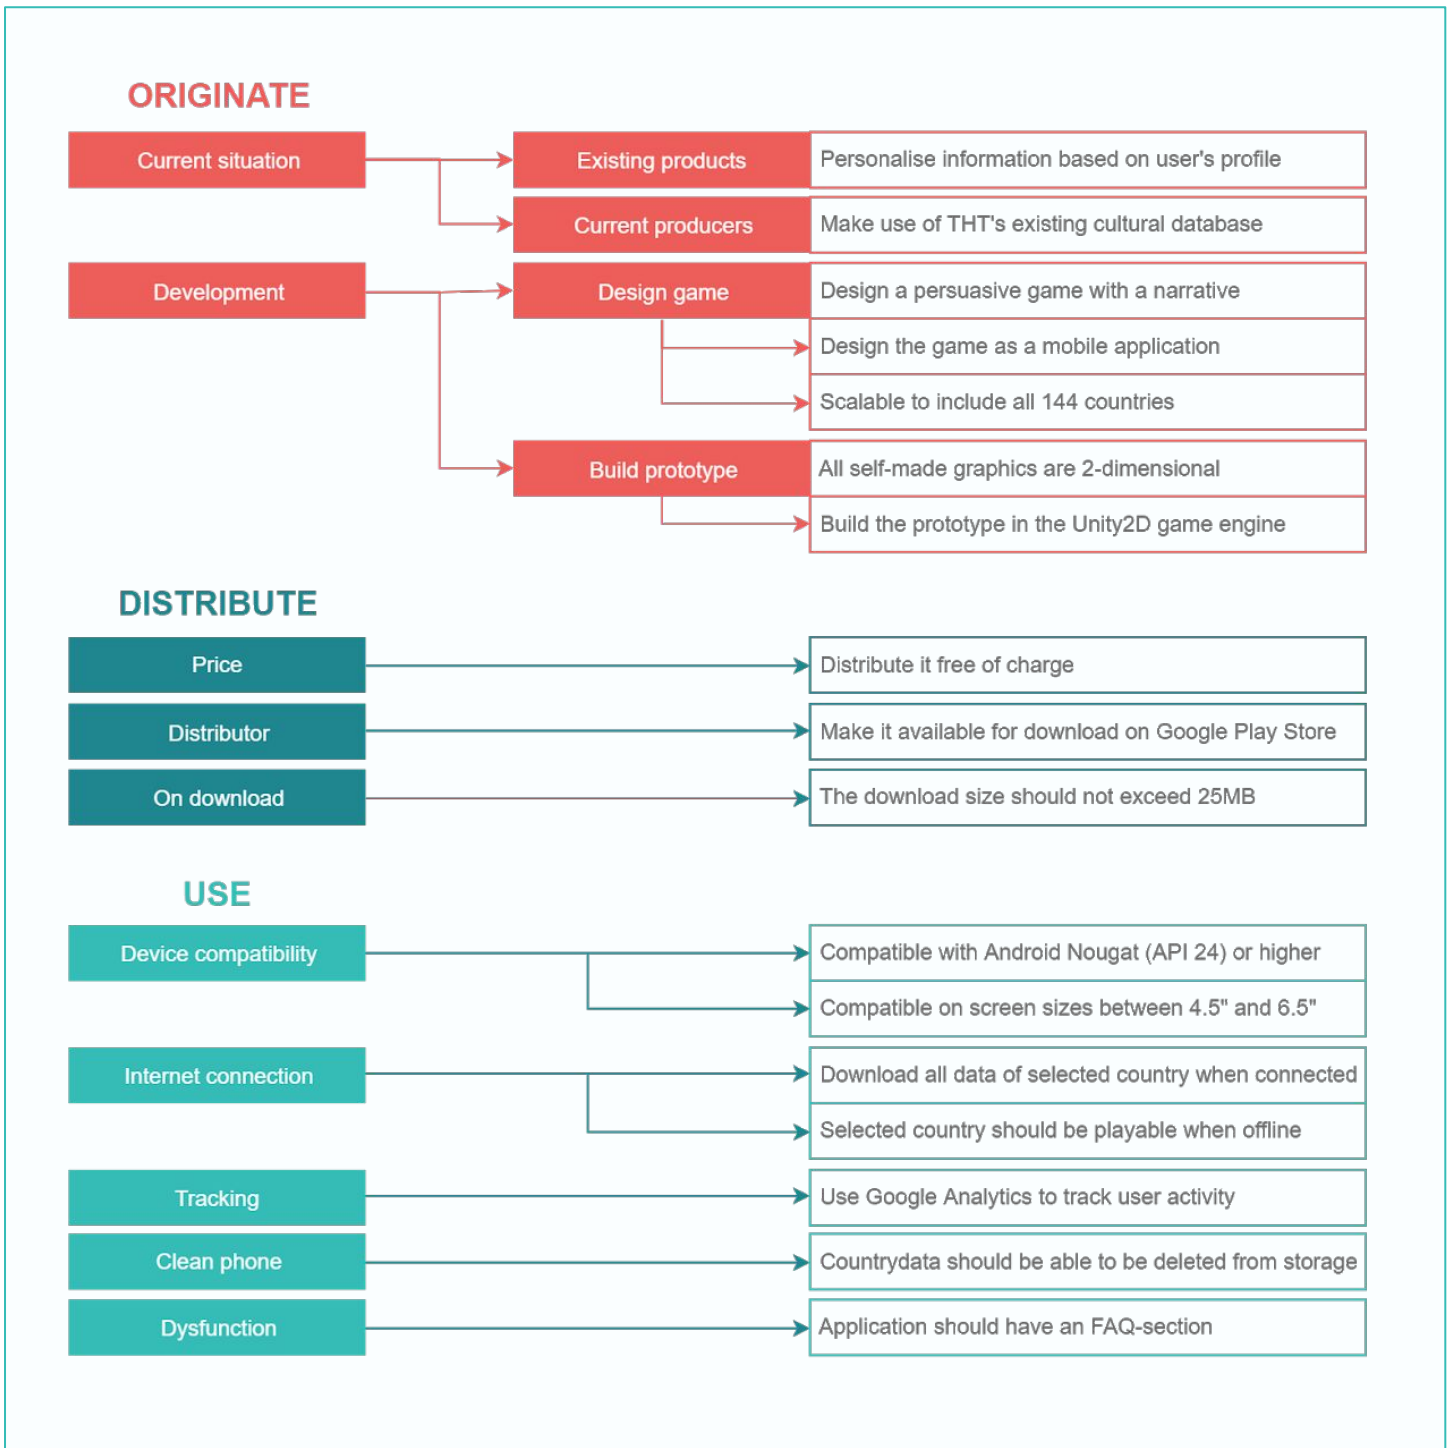 ORIGINATE
Current situation
Existing products
Personalise information based on user's profile
Current producers
Make use of THT's existing cultural database
Development
Design game
Design a persuasive game with a narrative
Design the game as a mobile application
Scalable to include all 144 countries
Build prototype
All self-made graphics are 2-dimensional
Build the prototype in the Unity2D game engine
DISTRIBUTE
Price
Distribute it free of charge
Distributor
Make it available for download on Google Play Store
On download
The download size should not exceed 25MB
USE
Device compatibility
Compatible with Android Nougat (API 24) or higher
Compatible on screen sizes between 4.5" and 6.5"
Internet connection
Download all data of selected country when connected
Selected country should be playable when offline
Tracking
Use Google Analytics to track user activity
Clean phone
Countrydata should be able to be deleted from storage
Dysfunction
Application should have an FAQ-section